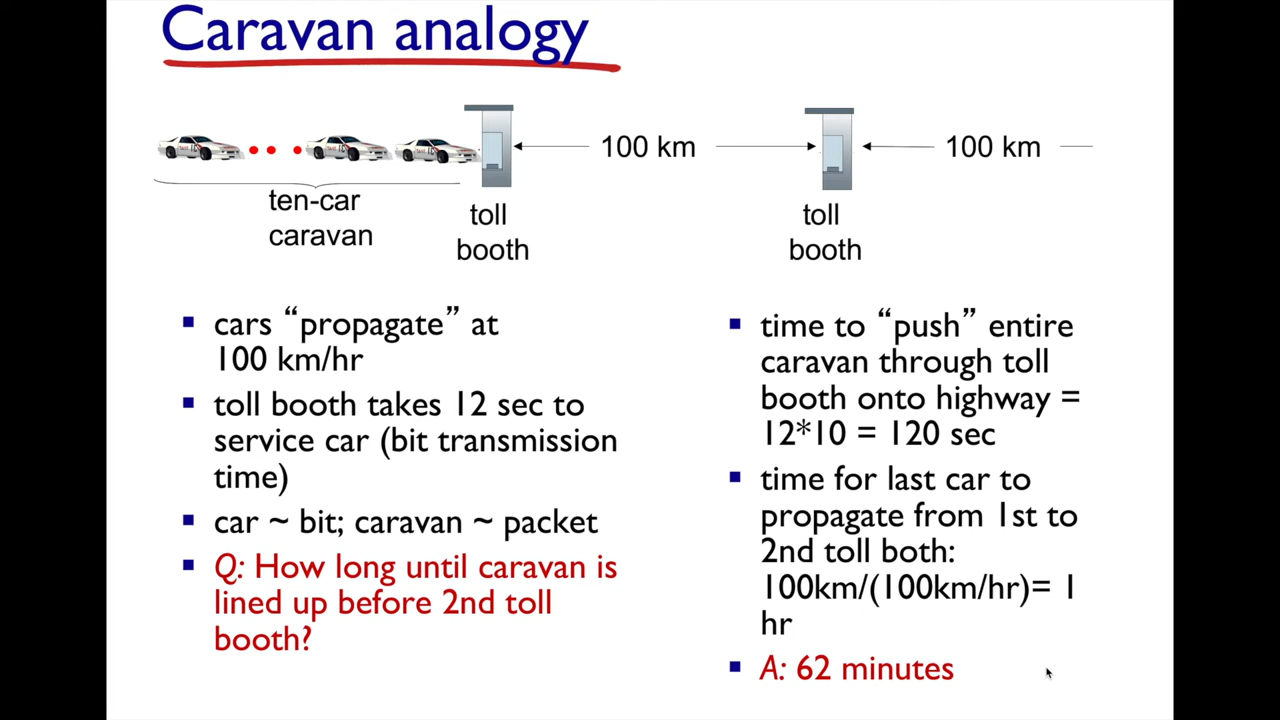 Caravan analogy
100 km
100 km
ten-car
caravan
toll
booth
toll
booth
cars “propagate” at
100 km/hr
toll booth takes 12 sec to
service car (bit transmission
time)
car ~ bit; caravan ~ packet
Q: How long until caravan is
lined up before 2nd toll
booth?
time to “push” entire
caravan through toll
booth onto highway =
12*10 = 120 sec
time for last car to
propagate from 1st to
2nd toll both:
100km/(100km/hr)= 1
hr
A: 62 minutes